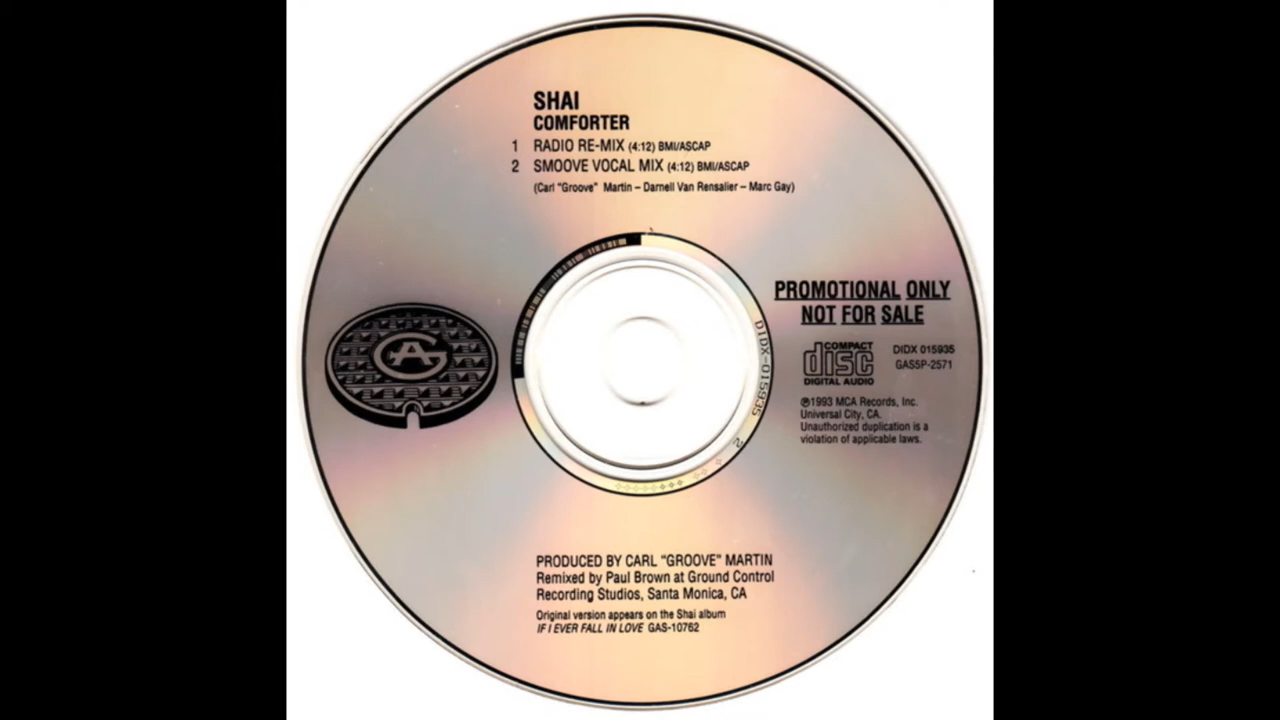 SHAI
COMFORTER
1 RADIO RE-MIX (4:12) BMI/ASCAP
2 SMOOVE VOCAL MIX (4:12) BMI/ASCAP
(Carl "Groove" Martin – Darnell Van Rensalier – Marc Gay)
PROMOTIONAL ONLY
NOT FOR SALE
COMPACT
disc
DIGITAL AUDIO
DIDX 015935
GAS5P-2571
℗1993 MCA Records, Inc.
Universal City, CA.
Unauthorized duplication is a
violation of applicable laws.
GA
DIDX-015935 2
PRODUCED BY CARL "GROOVE" MARTIN
Remixed by Paul Brown at Ground Control
Recording Studios, Santa Monica, CA
Original version appears on the Shai album
IF I EVER FALL IN LOVE GAS-10762